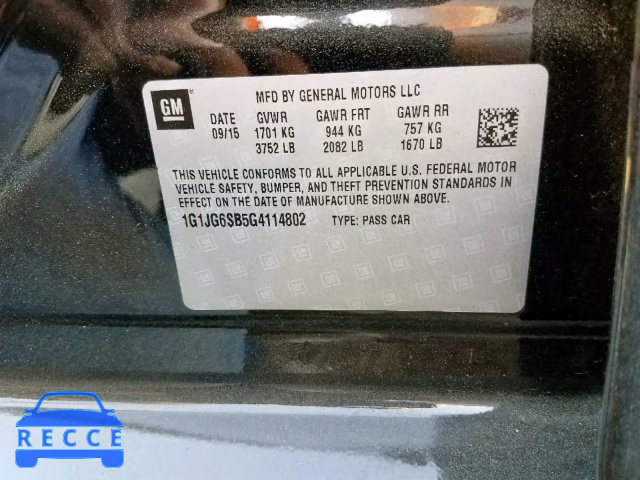 GM
MFD BY GENERAL MOTORS LLC
DATE GVWR GAWR FRT GAWR RR
09/15 1701 KG 944 KG 757 KG
3752 LB 2082 LB 1670 LB
THIS VEHICLE CONFORMS TO ALL APPLICABLE U.S. FEDERAL MOTOR
VEHICLE SAFETY, BUMPER, AND THEFT PREVENTION STANDARDS IN
EFFECT ON THE DATE OF MANUFACTURE SHOWN ABOVE.
1G1JG6SB5G4114802 TYPE: PASS CAR
RECCE